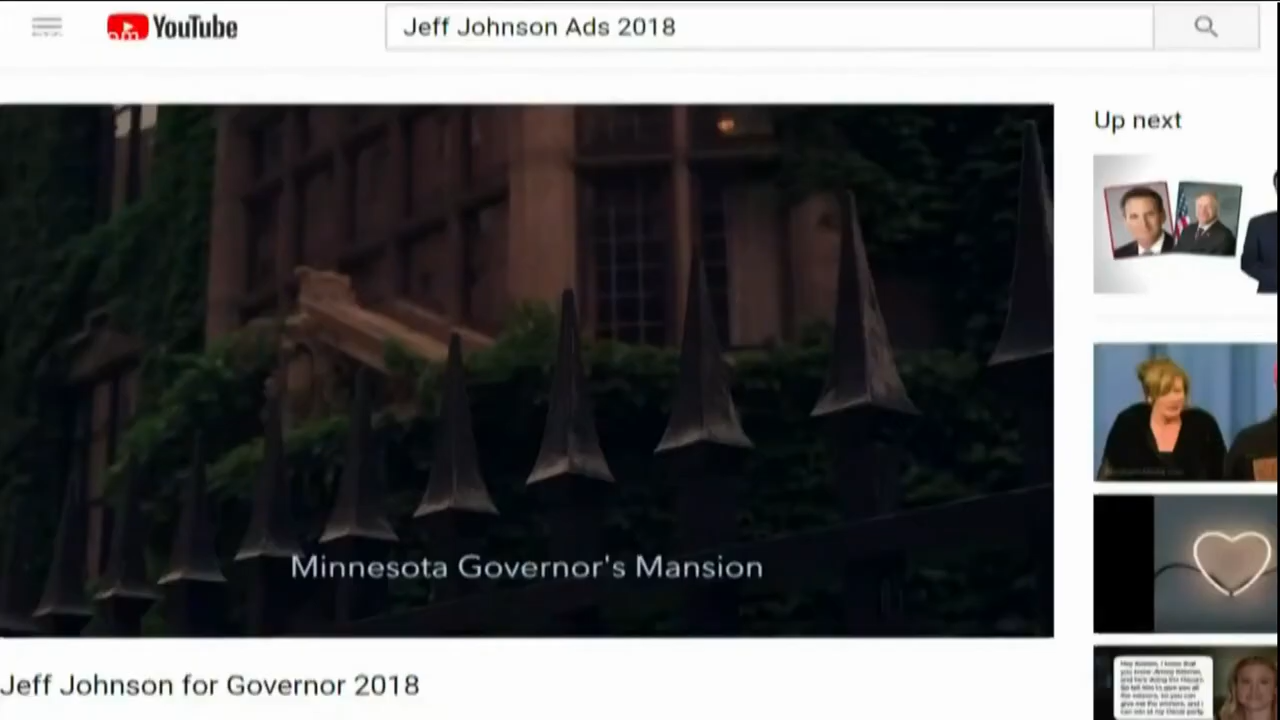 YouTube
Jeff Johnson Ads 2018
Up next
Minnesota Governor's Mansion
Jeff Johnson for Governor 2018